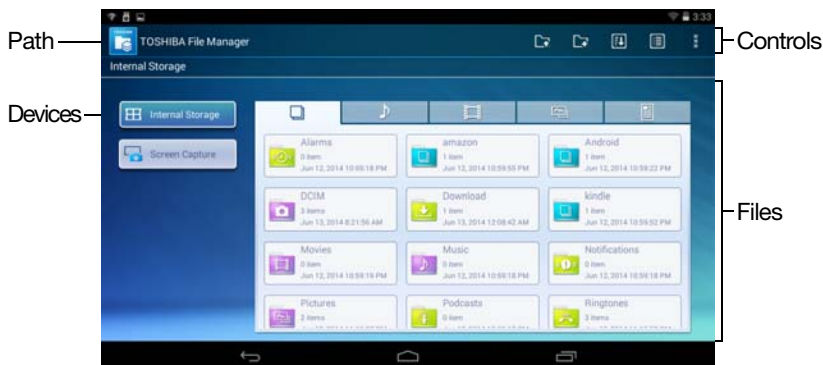 3:33
Path
TOSHIBA File Manager
Controls
Internal Storage
Devices
Internal Storage
Screen Capture
Alarms
0 item
Jun 12, 2014 10:59:18 PM
amazon
1 item
Jun 12, 2014 10:59:55 PM
Android
1 item
Jun 12, 2014 10:59:22 PM
DCIM
3 items
Jun 13, 2014 8:21:56 AM
Download
1 item
Jun 13, 2014 12:08:42 AM
kindle
1 item
Jun 12, 2014 10:59:52 PM
Files
Movies
0 item
Jun 12, 2014 10:59:19 PM
Music
0 item
Jun 12, 2014 10:59:18 PM
Notifications
0 item
Jun 12, 2014 10:59:18 PM
Pictures
2 items
Podcasts
0 item
Ringtones
3 items